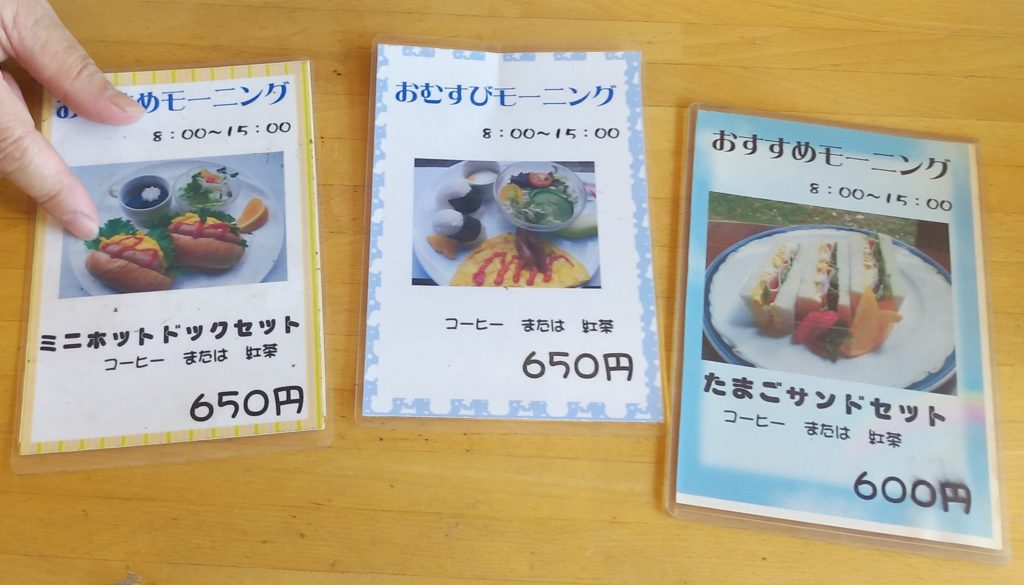 お すめモーニング
8:00～15:00
ミニホットドックセット
コーヒー または 紅茶
650円
おむすびモーニング
8:00～15:00
コーヒー または 紅茶
650円
おすすめモーニング
8:00～15:00
たまごサンドセット
コーヒー または 紅茶
600円